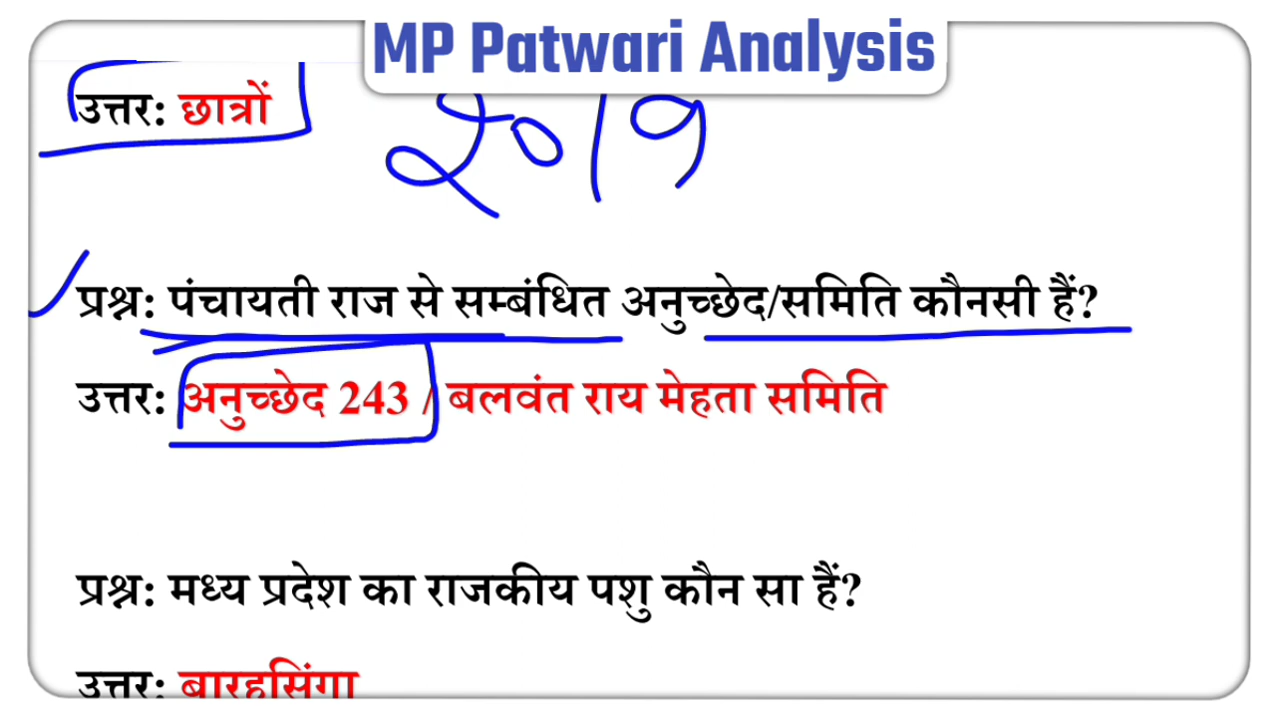 MP Patwari Analysis
उत्तर: छात्रों
२०१९
प्रश्न: पंचायती राज से सम्बंधित अनुच्छेद/समिति कौनसी हैं?
उत्तर: अनुच्छेद 243 / बलवंत राय मेहता समिति
प्रश्न: मध्य प्रदेश का राजकीय पशु कौन सा हैं?
उत्तर: बारहसिंगा